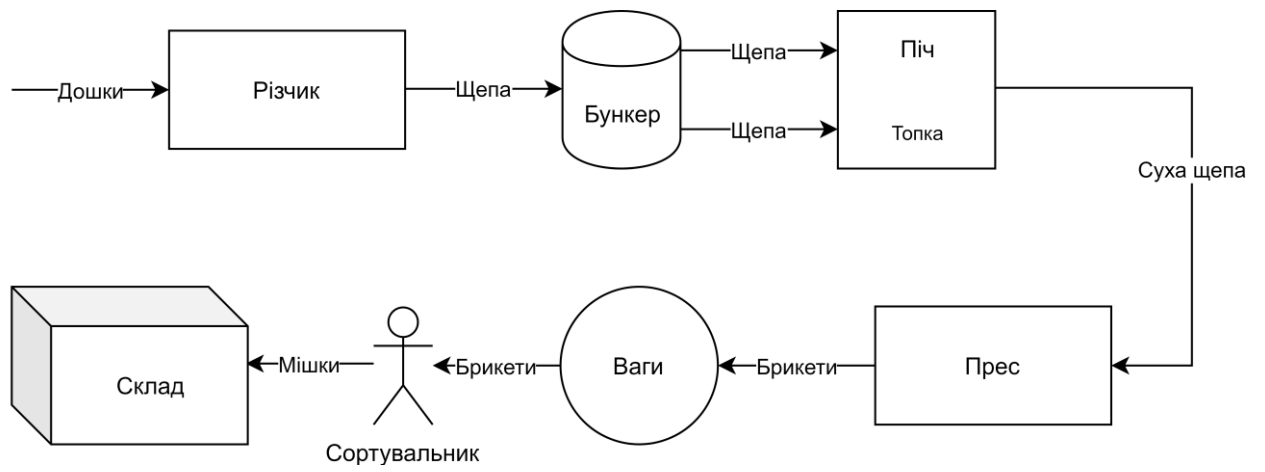 Дошки
Різчик
Щепа
Бункер
Щепа
Щепа
Піч
Топка
Суха щепа
Прес
Брикети
Ваги
Брикети
Сортувальник
Мішки
Склад